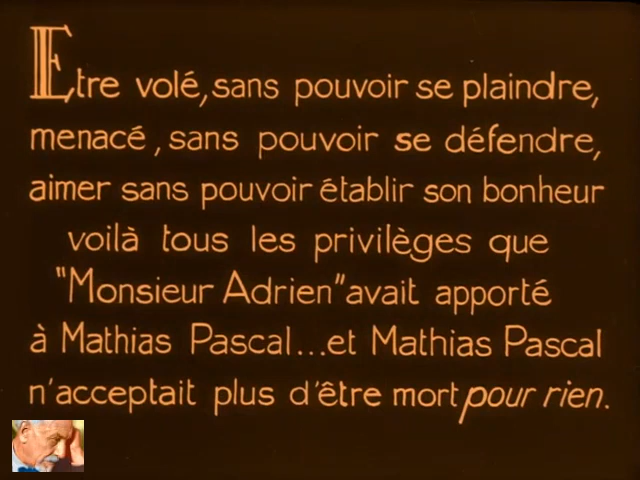 Etre volé, sans pouvoir se plaindre,
menacé, sans pouvoir se défendre,
aimer sans pouvoir établir son bonheur
voilà tous les privilèges que
"Monsieur Adrien" avait apporté
à Mathias Pascal...et Mathias Pascal
n'acceptait plus d'être mort pour rien.